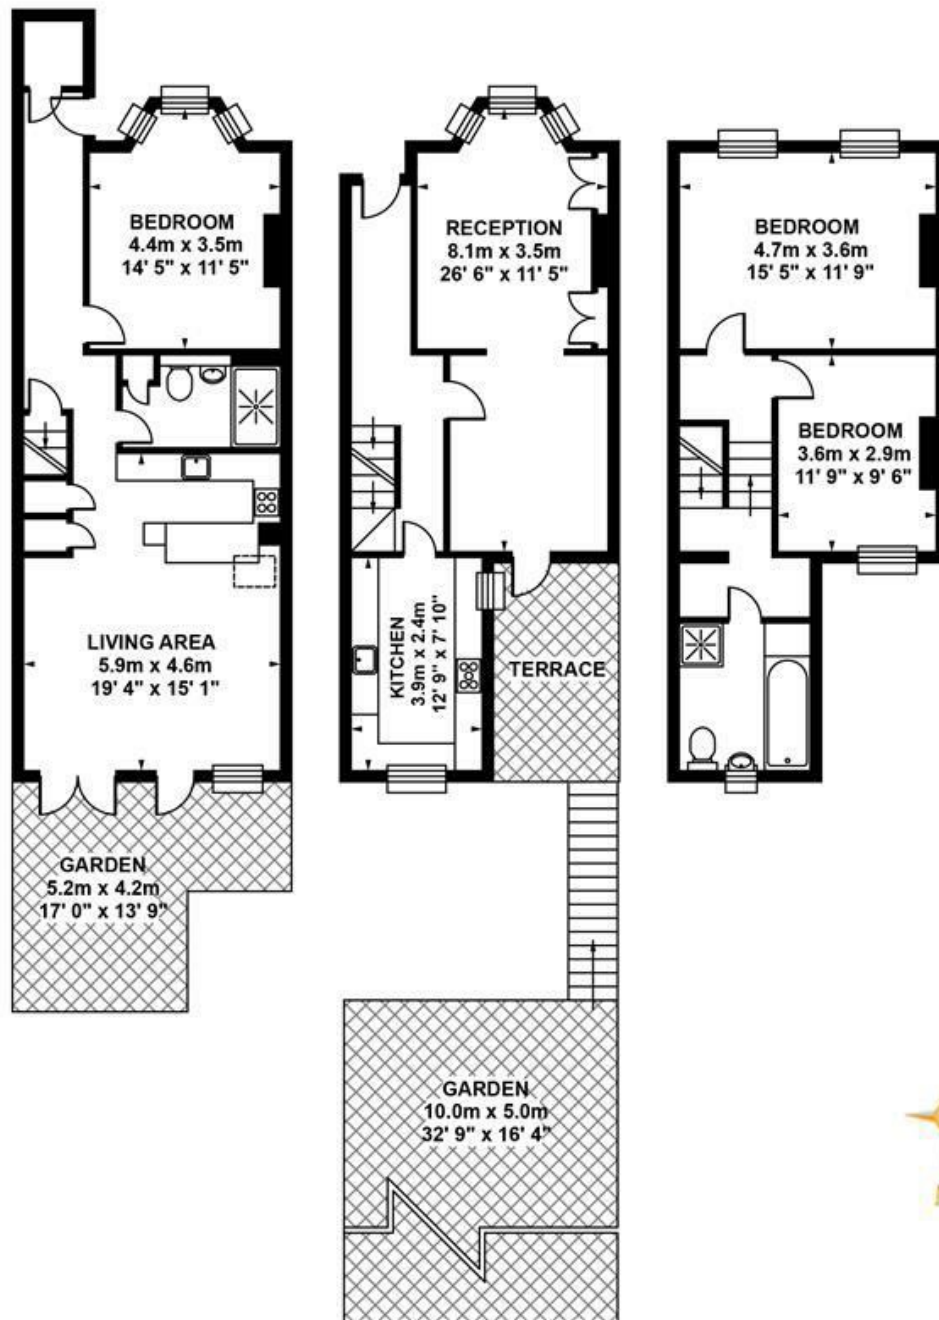 BEDROOM
4.4m x 3.5m
14' 5" x 11' 5"
LIVING AREA
5.9m x 4.6m
19' 4" x 15' 1"
GARDEN
5.2m x 4.2m
17' 0" x 13' 9"
RECEPTION
8.1m x 3.5m
26' 6" x 11' 5"
KITCHEN
3.9m x 2.4m
12' 9" x 7' 10"
TERRACE
GARDEN
10.0m x 5.0m
32' 9" x 16' 4"
BEDROOM
4.7m x 3.6m
15' 5" x 11' 9"
BEDROOM
3.6m x 2.9m
11' 9" x 9' 6"